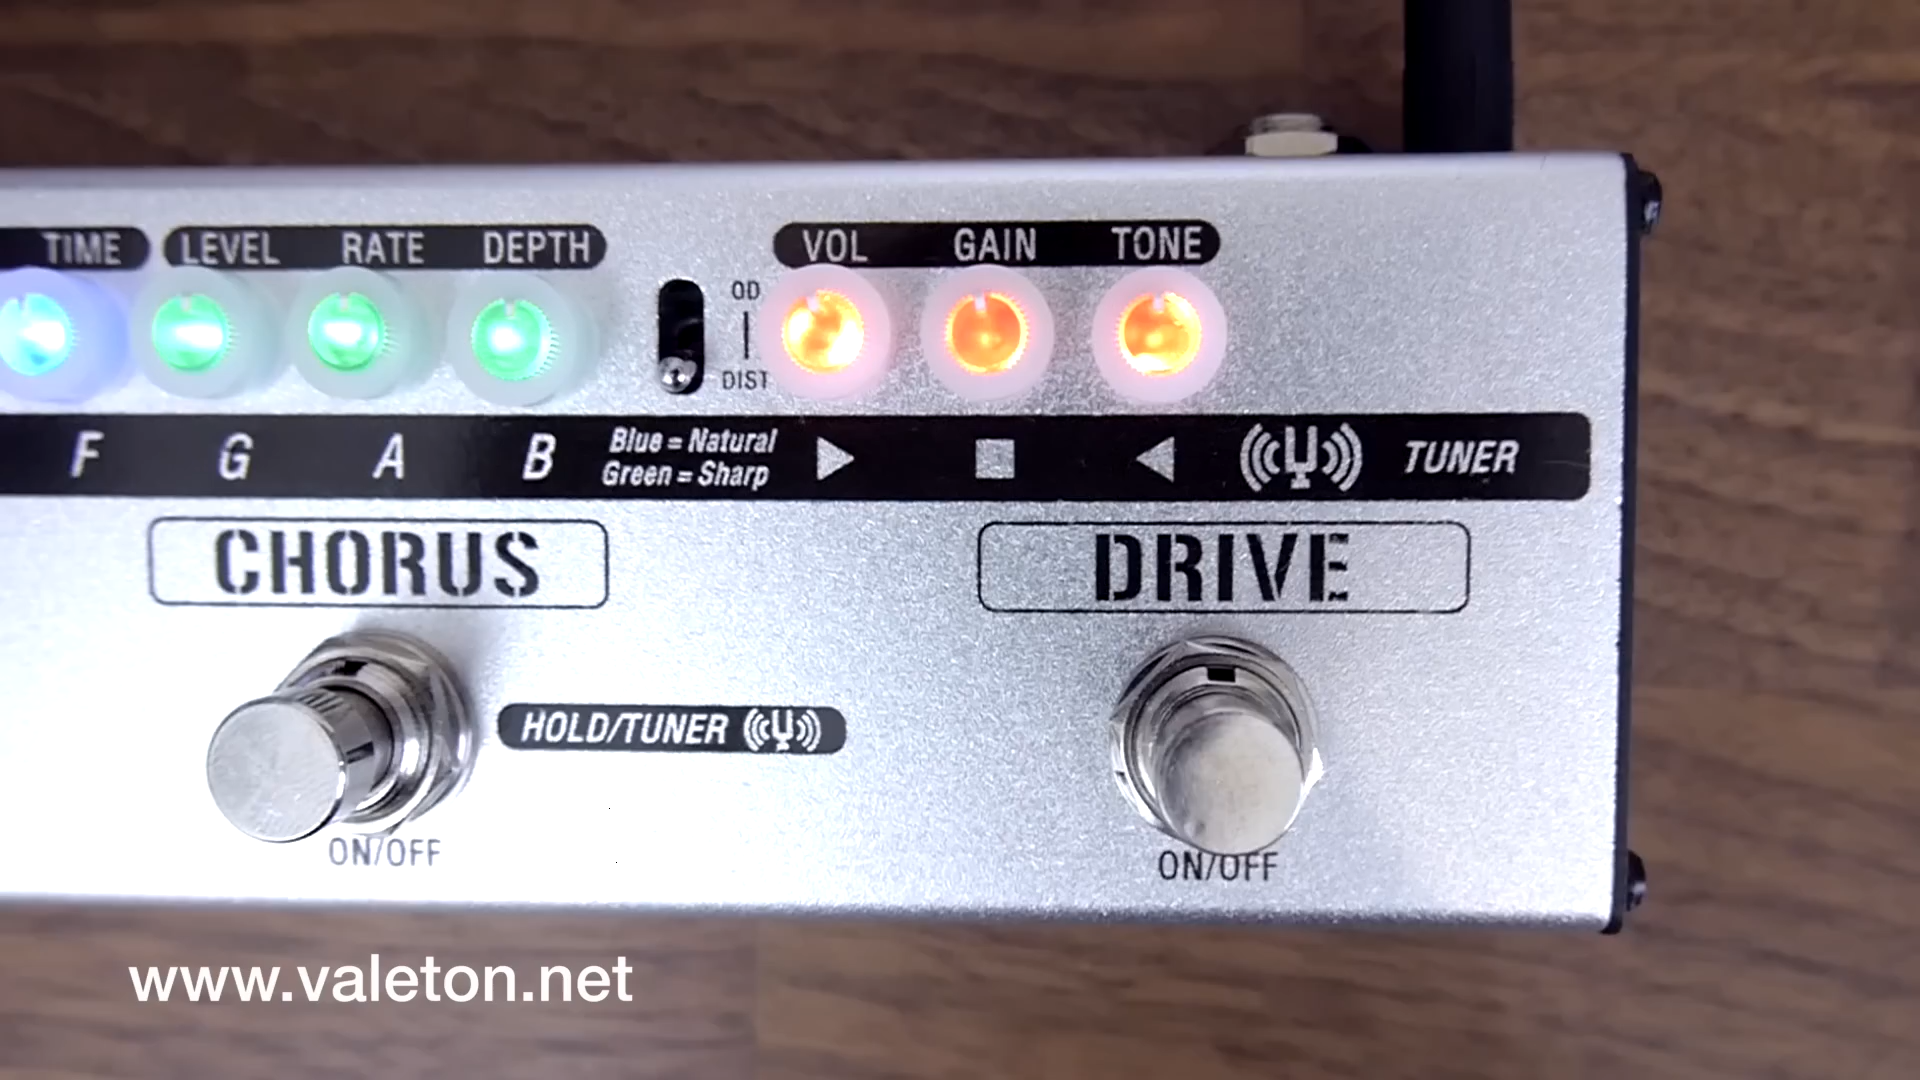 TIME LEVEL RATE DEPTH VOL GAIN TONE
OD
DIST
F G A B Blue = Natural TUNER
Green = Sharp
CHORUS DRIVE
HOLD/TUNER
ON/OFF ON/OFF
www.valeton.net